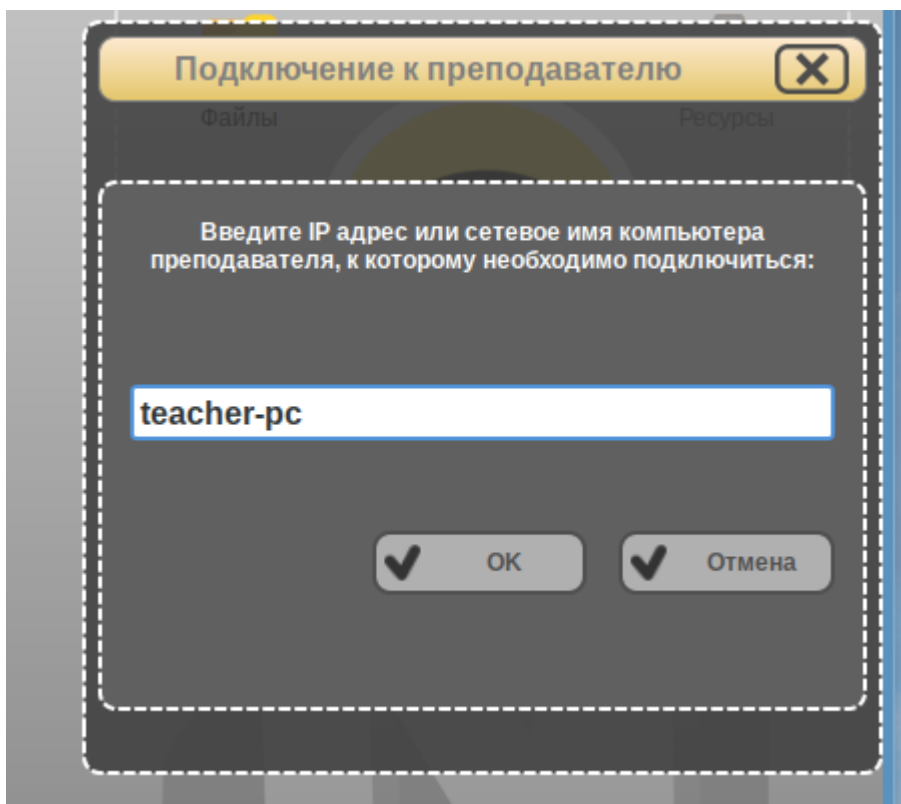 Подключение к преподавателю
Файлы
Ресурсы
Введите IP адрес или сетевое имя компьютера
преподавателя, к которому необходимо подключиться:
teacher-pc
OK
Отмена